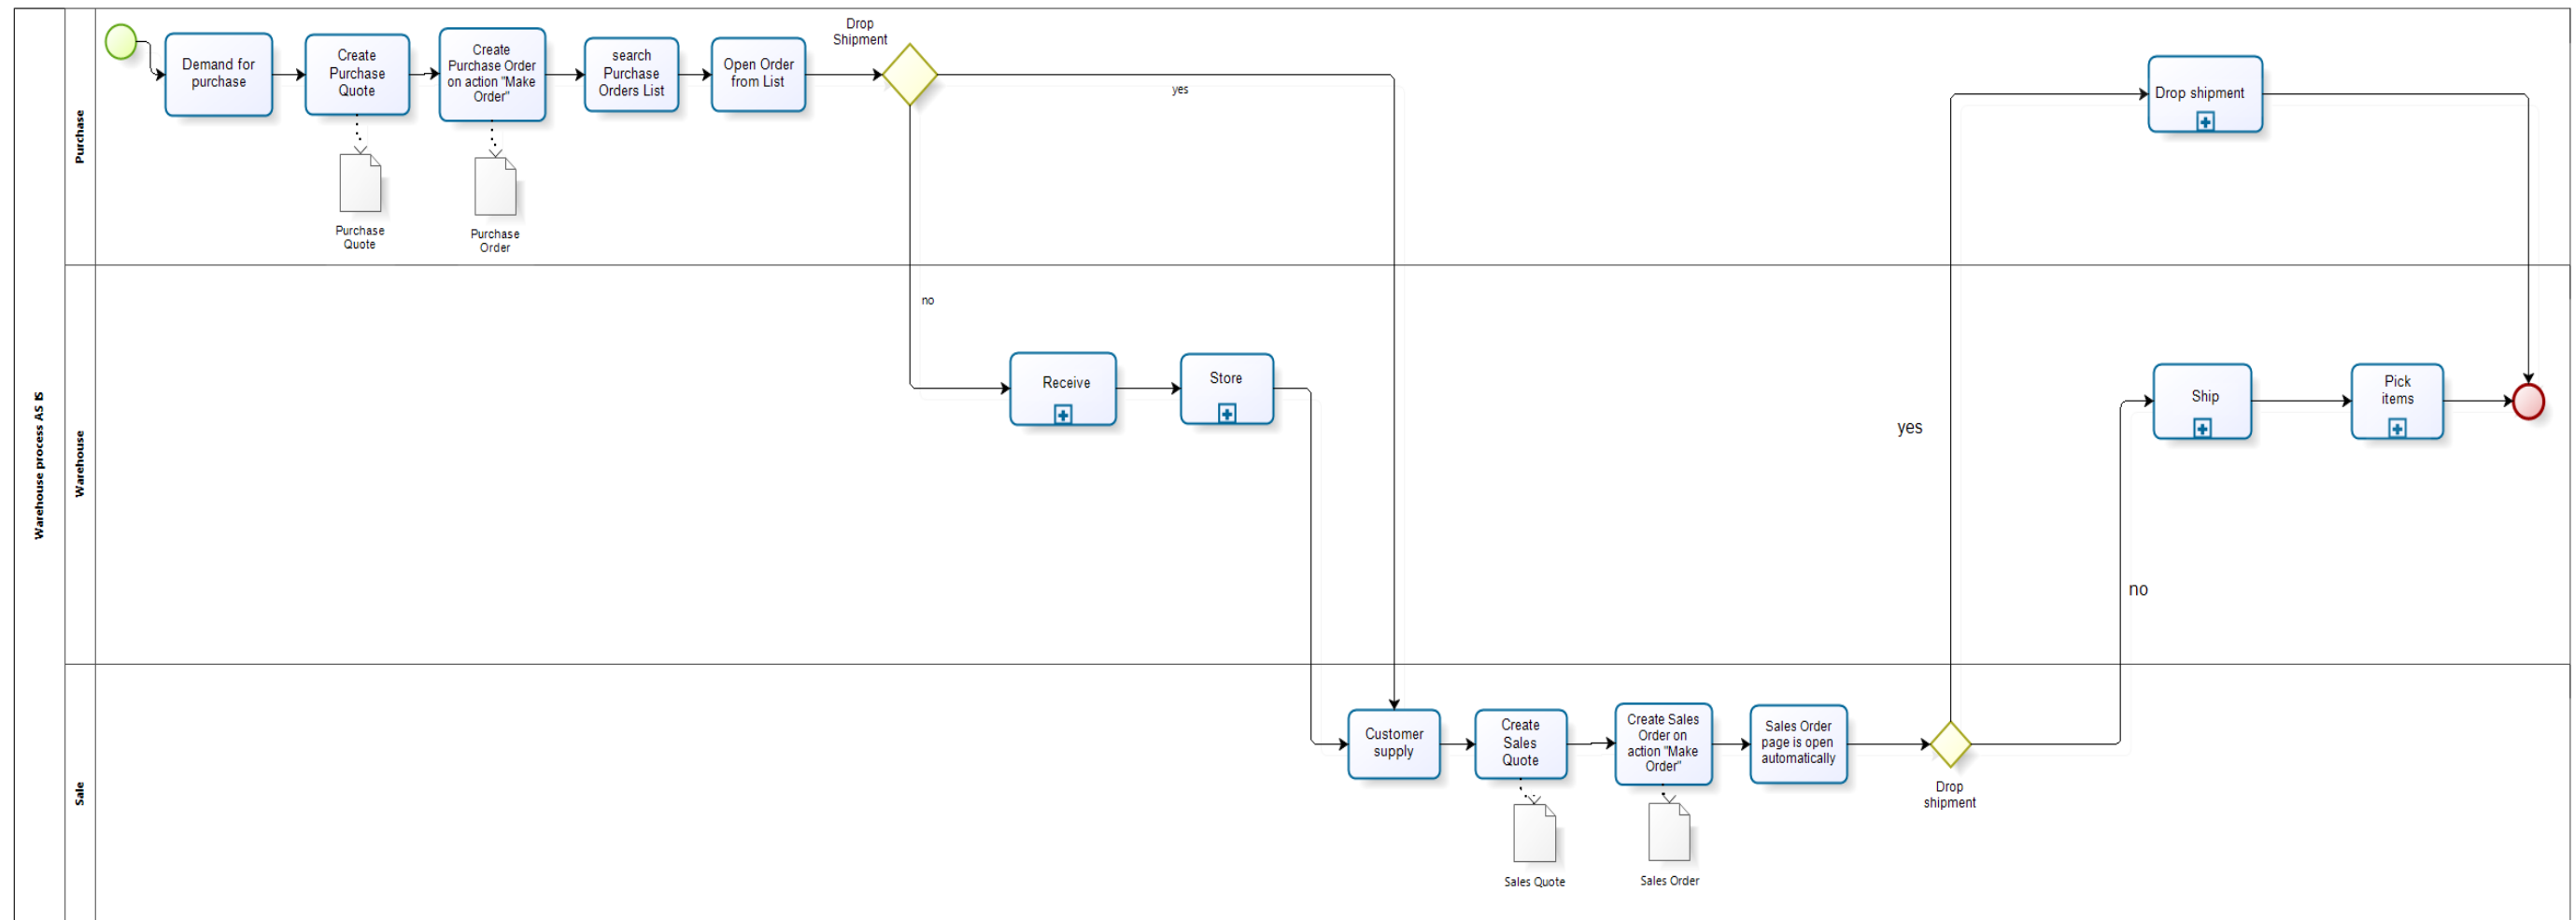 Warehouse process AS IS
Purchase
Demand for
purchase
Create
Purchase
Quote
Purchase
Quote
Create
Purchase Order
on action "Make
Order"
Purchase
Order
search
Purchase
Orders List
Open Order
from List
Drop
Shipment
yes
no
Drop shipment
Warehouse
Receive
Store
yes
no
Ship
Pick
items
Sale
Customer
supply
Create
Sales
Quote
Sales Quote
Create Sales
Order on
action "Make
Order"
Sales Order
Sales Order
page is open
automatically
Drop
shipment